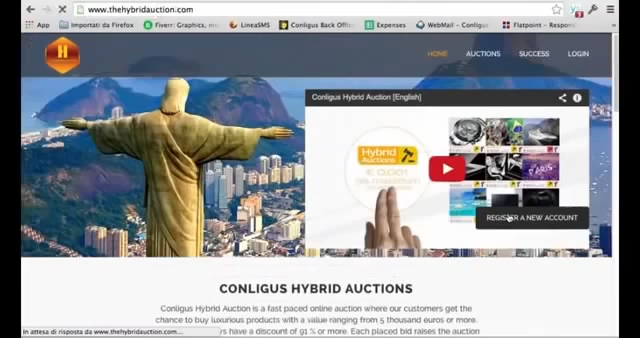 www.thehybridauction.com
Apps Importati da Firefox Fiverr: Graphics, m LineaSMS Conligus Back Offic Expenses WebMail - Conligu Flatpoint - Respon
H
HOME AUCTIONS SUCCESS LOGIN
Conligus Hybrid Auction [English]
Hybrid
Auctions
PARIS
REGISTER A NEW ACCOUNT
CONLIGUS HYBRID AUCTIONS
Conligus Hybrid Auction is a fast paced online auction where our customers get the
chance to buy luxurious products with a value ranging from 5 thousand euros or more.
ys have a discount of 91 % or more. Each placed bid raises the auction
In attesa di risposta da www.thehybridauction.com...